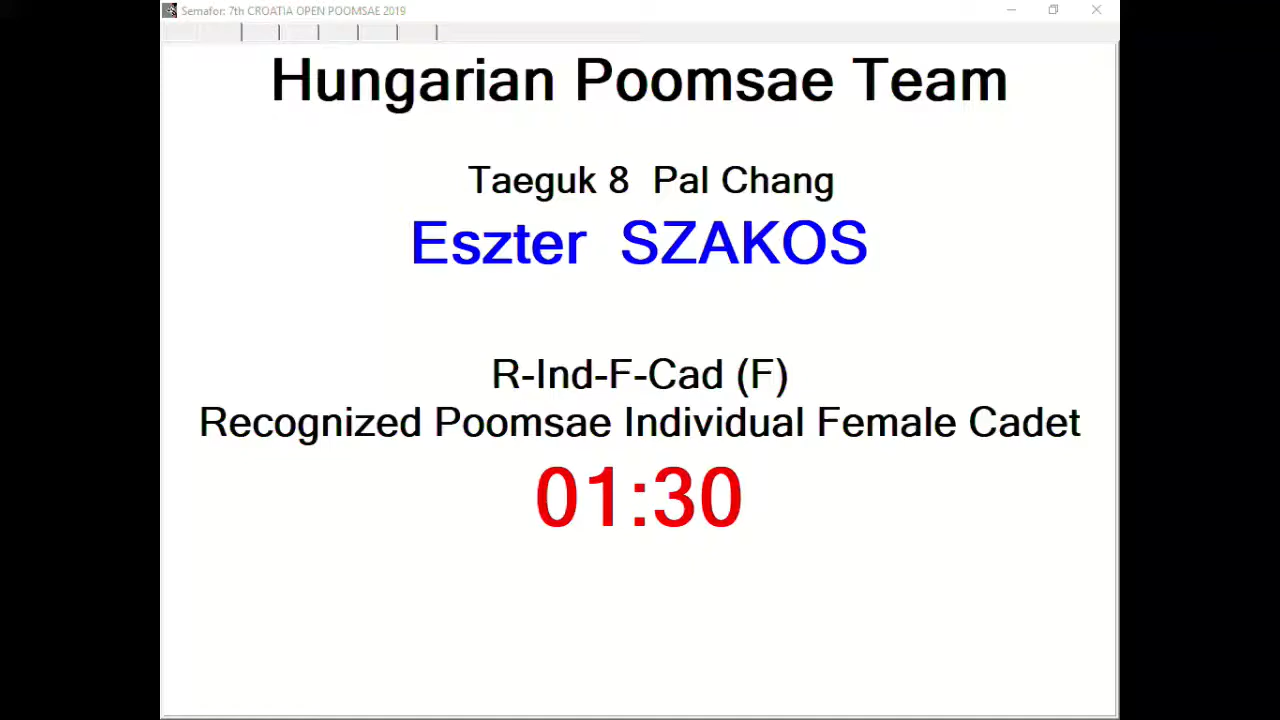 Semafor: 7th CROATIA OPEN POOMSAE 2019
Hungarian Poomsae Team
Taeguk 8 Pal Chang
Eszter SZAKOS
R-Ind-F-Cad (F)
Recognized Poomsae Individual Female Cadet
01:30